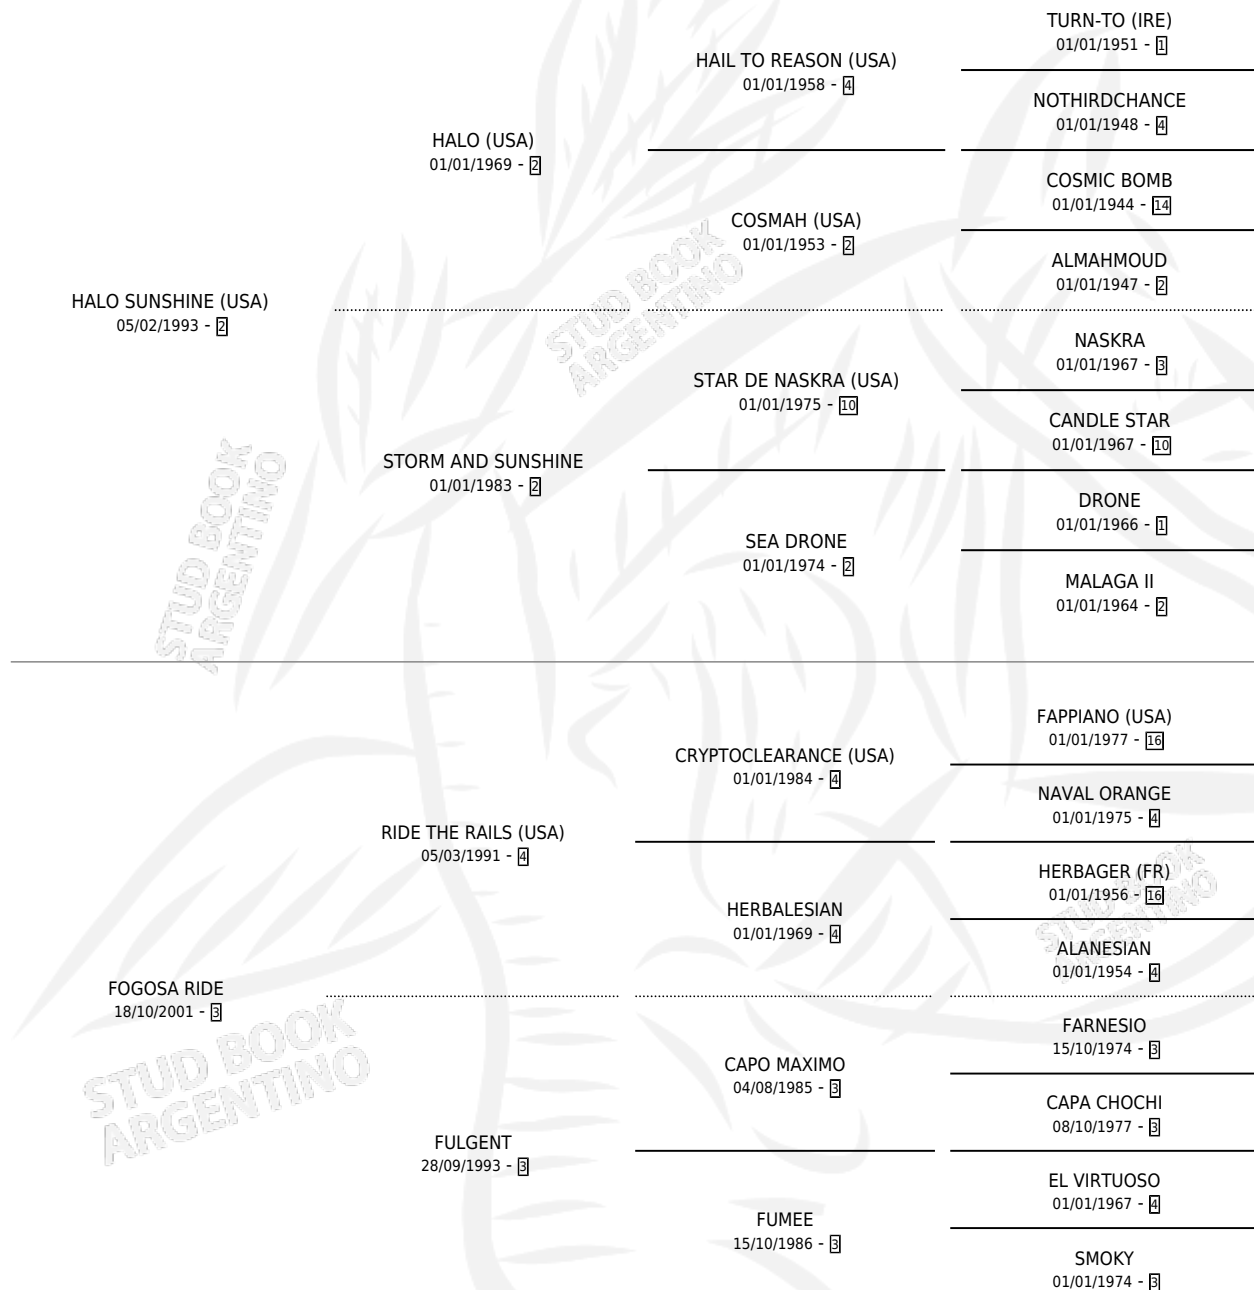 TURN-TO (IRE)
01/01/1951 - 1
HAIL TO REASON (USA)
01/01/1958 - 4
NOTHIRDCHANCE
01/01/1948 - 4
HALO (USA)
01/01/1969 - 2
COSMIC BOMB
01/01/1944 - 14
COSMAH (USA)
01/01/1953 - 2
ALMAHMOUD
01/01/1947 - 2
HALO SUNSHINE (USA)
05/02/1993 - 2
STUD BOOK
ARGENTINO
NASKRA
01/01/1967 - 3
STAR DE NASKRA (USA)
01/01/1975 - 10
CANDLE STAR
01/01/1967 - 10
STORM AND SUNSHINE
01/01/1983 - 2
DRONE
01/01/1966 - 1
SEA DRONE
01/01/1974 - 2
MALAGA II
01/01/1964 - 2
STUD BOOK
ARGENTINO
FAPPIANO (USA)
01/01/1977 - 16
CRYPTOCLEARANCE (USA)
01/01/1984 - 4
NAVAL ORANGE
01/01/1975 - 4
RIDE THE RAILS (USA)
05/03/1991 - 4
HERBAGER (FR)
01/01/1956 - 16
STUD BOOK
ARGENTINO
HERBALESIAN
01/01/1969 - 4
ALANESIAN
01/01/1954 - 4
FOGOSA RIDE
18/10/2001 - 3
STUD BOOK
ARGENTINO
FARNESIO
15/10/1974 - 3
CAPO MAXIMO
04/08/1985 - 3
CAPA CHOCHI
08/10/1977 - 3
FULGENT
28/09/1993 - 3
EL VIRTUOSO
01/01/1967 - 4
FUMEE
15/10/1986 - 3
SMOKY
01/01/1974 - 3